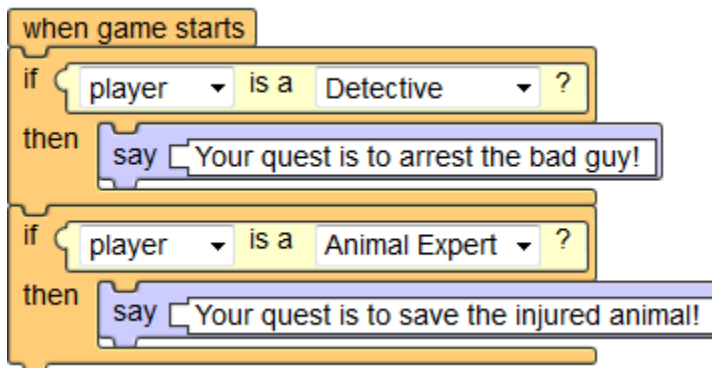 when game starts
if player is a Detective ?
then say Your quest is to arrest the bad guy!
if player is a Animal Expert ?
then say Your quest is to save the injured animal!